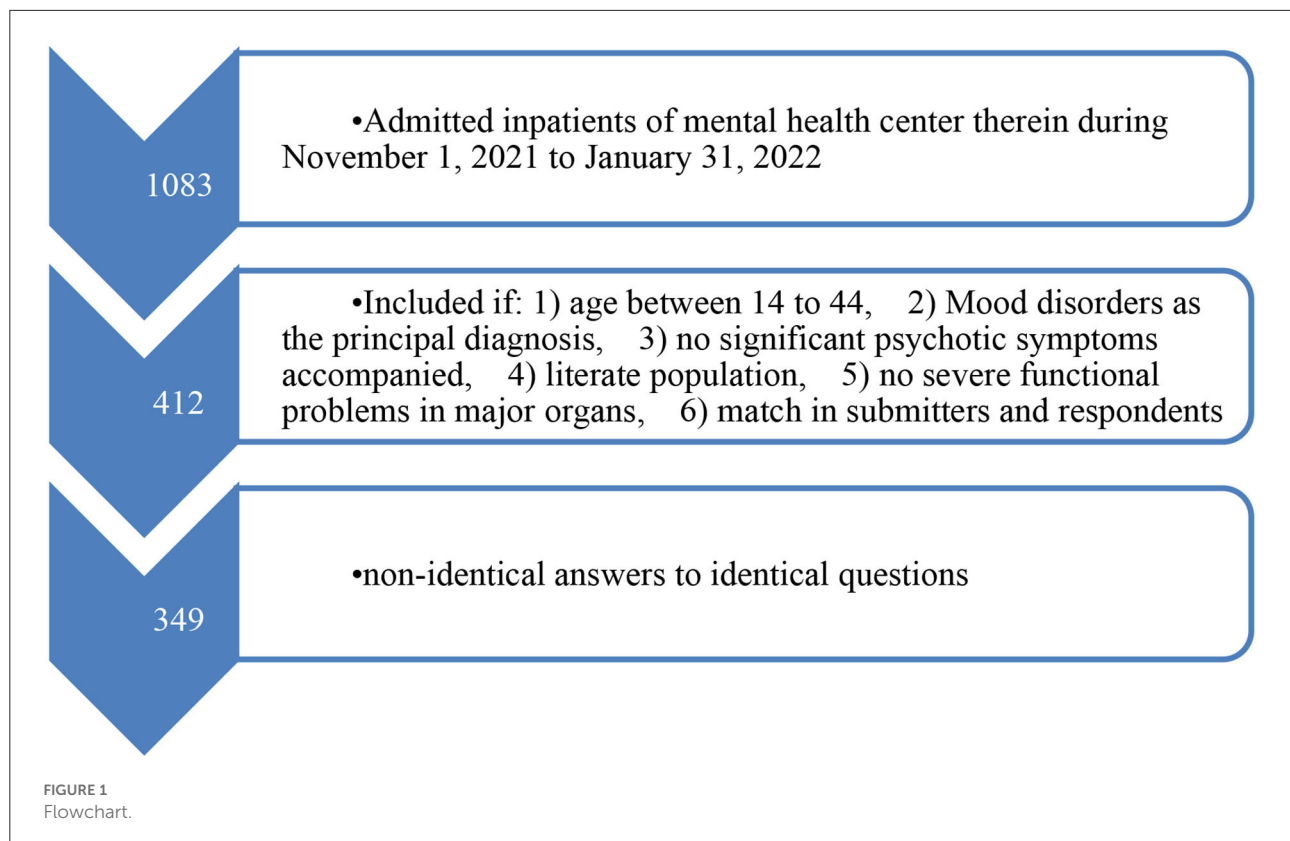 1083
•Admitted inpatients of mental health center therein during
November 1, 2021 to January 31, 2022
412
•Included if: 1) age between 14 to 44, 2) Mood disorders as
the principal diagnosis, 3) no significant psychotic symptoms
accompanied, 4) literate population, 5) no severe functional
problems in major organs, 6) match in submitters and respondents
349
•non-identical answers to identical questions
FIGURE 1
Flowchart.